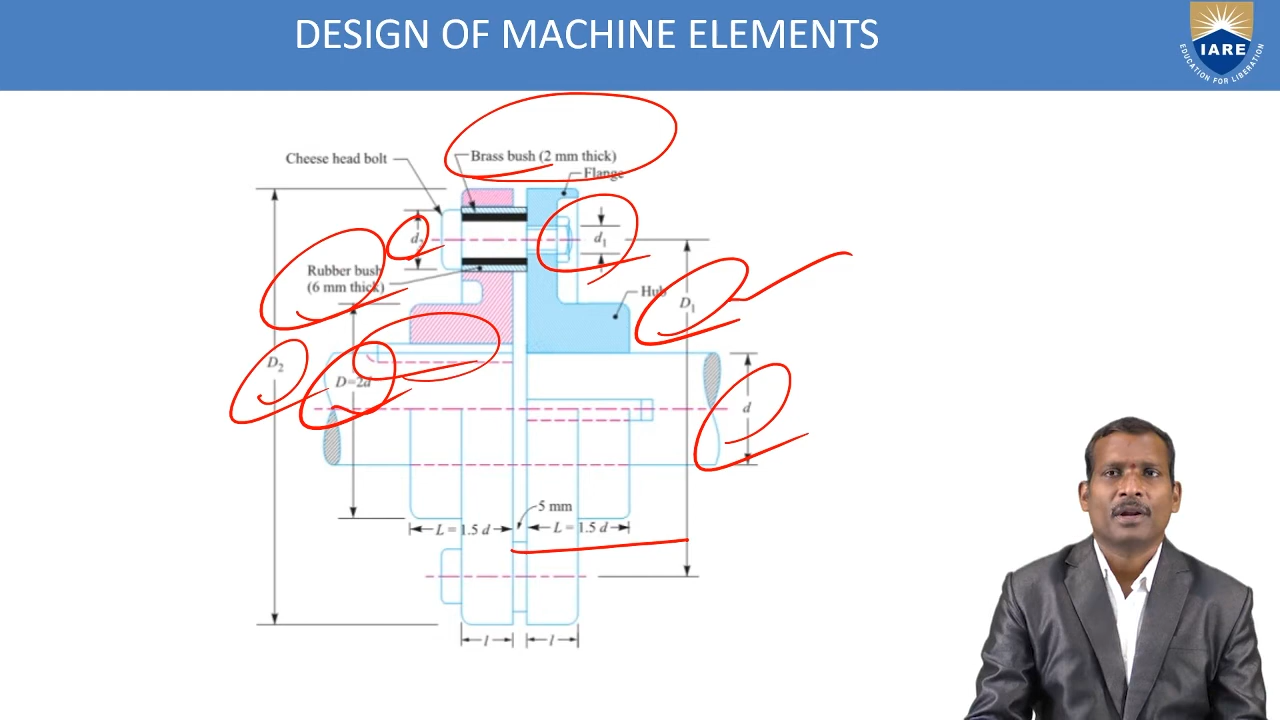 DESIGN OF MACHINE ELEMENTS
IARE
EDUCATION FOR LIBERATION
Cheese head bolt
Brass bush (2 mm thick)
Flange
d1
Rubber bush
(6 mm thick)
Hub
D1
D2
D=2d
d
5 mm
L = 1.5 d
L = 1.5 d
l
l